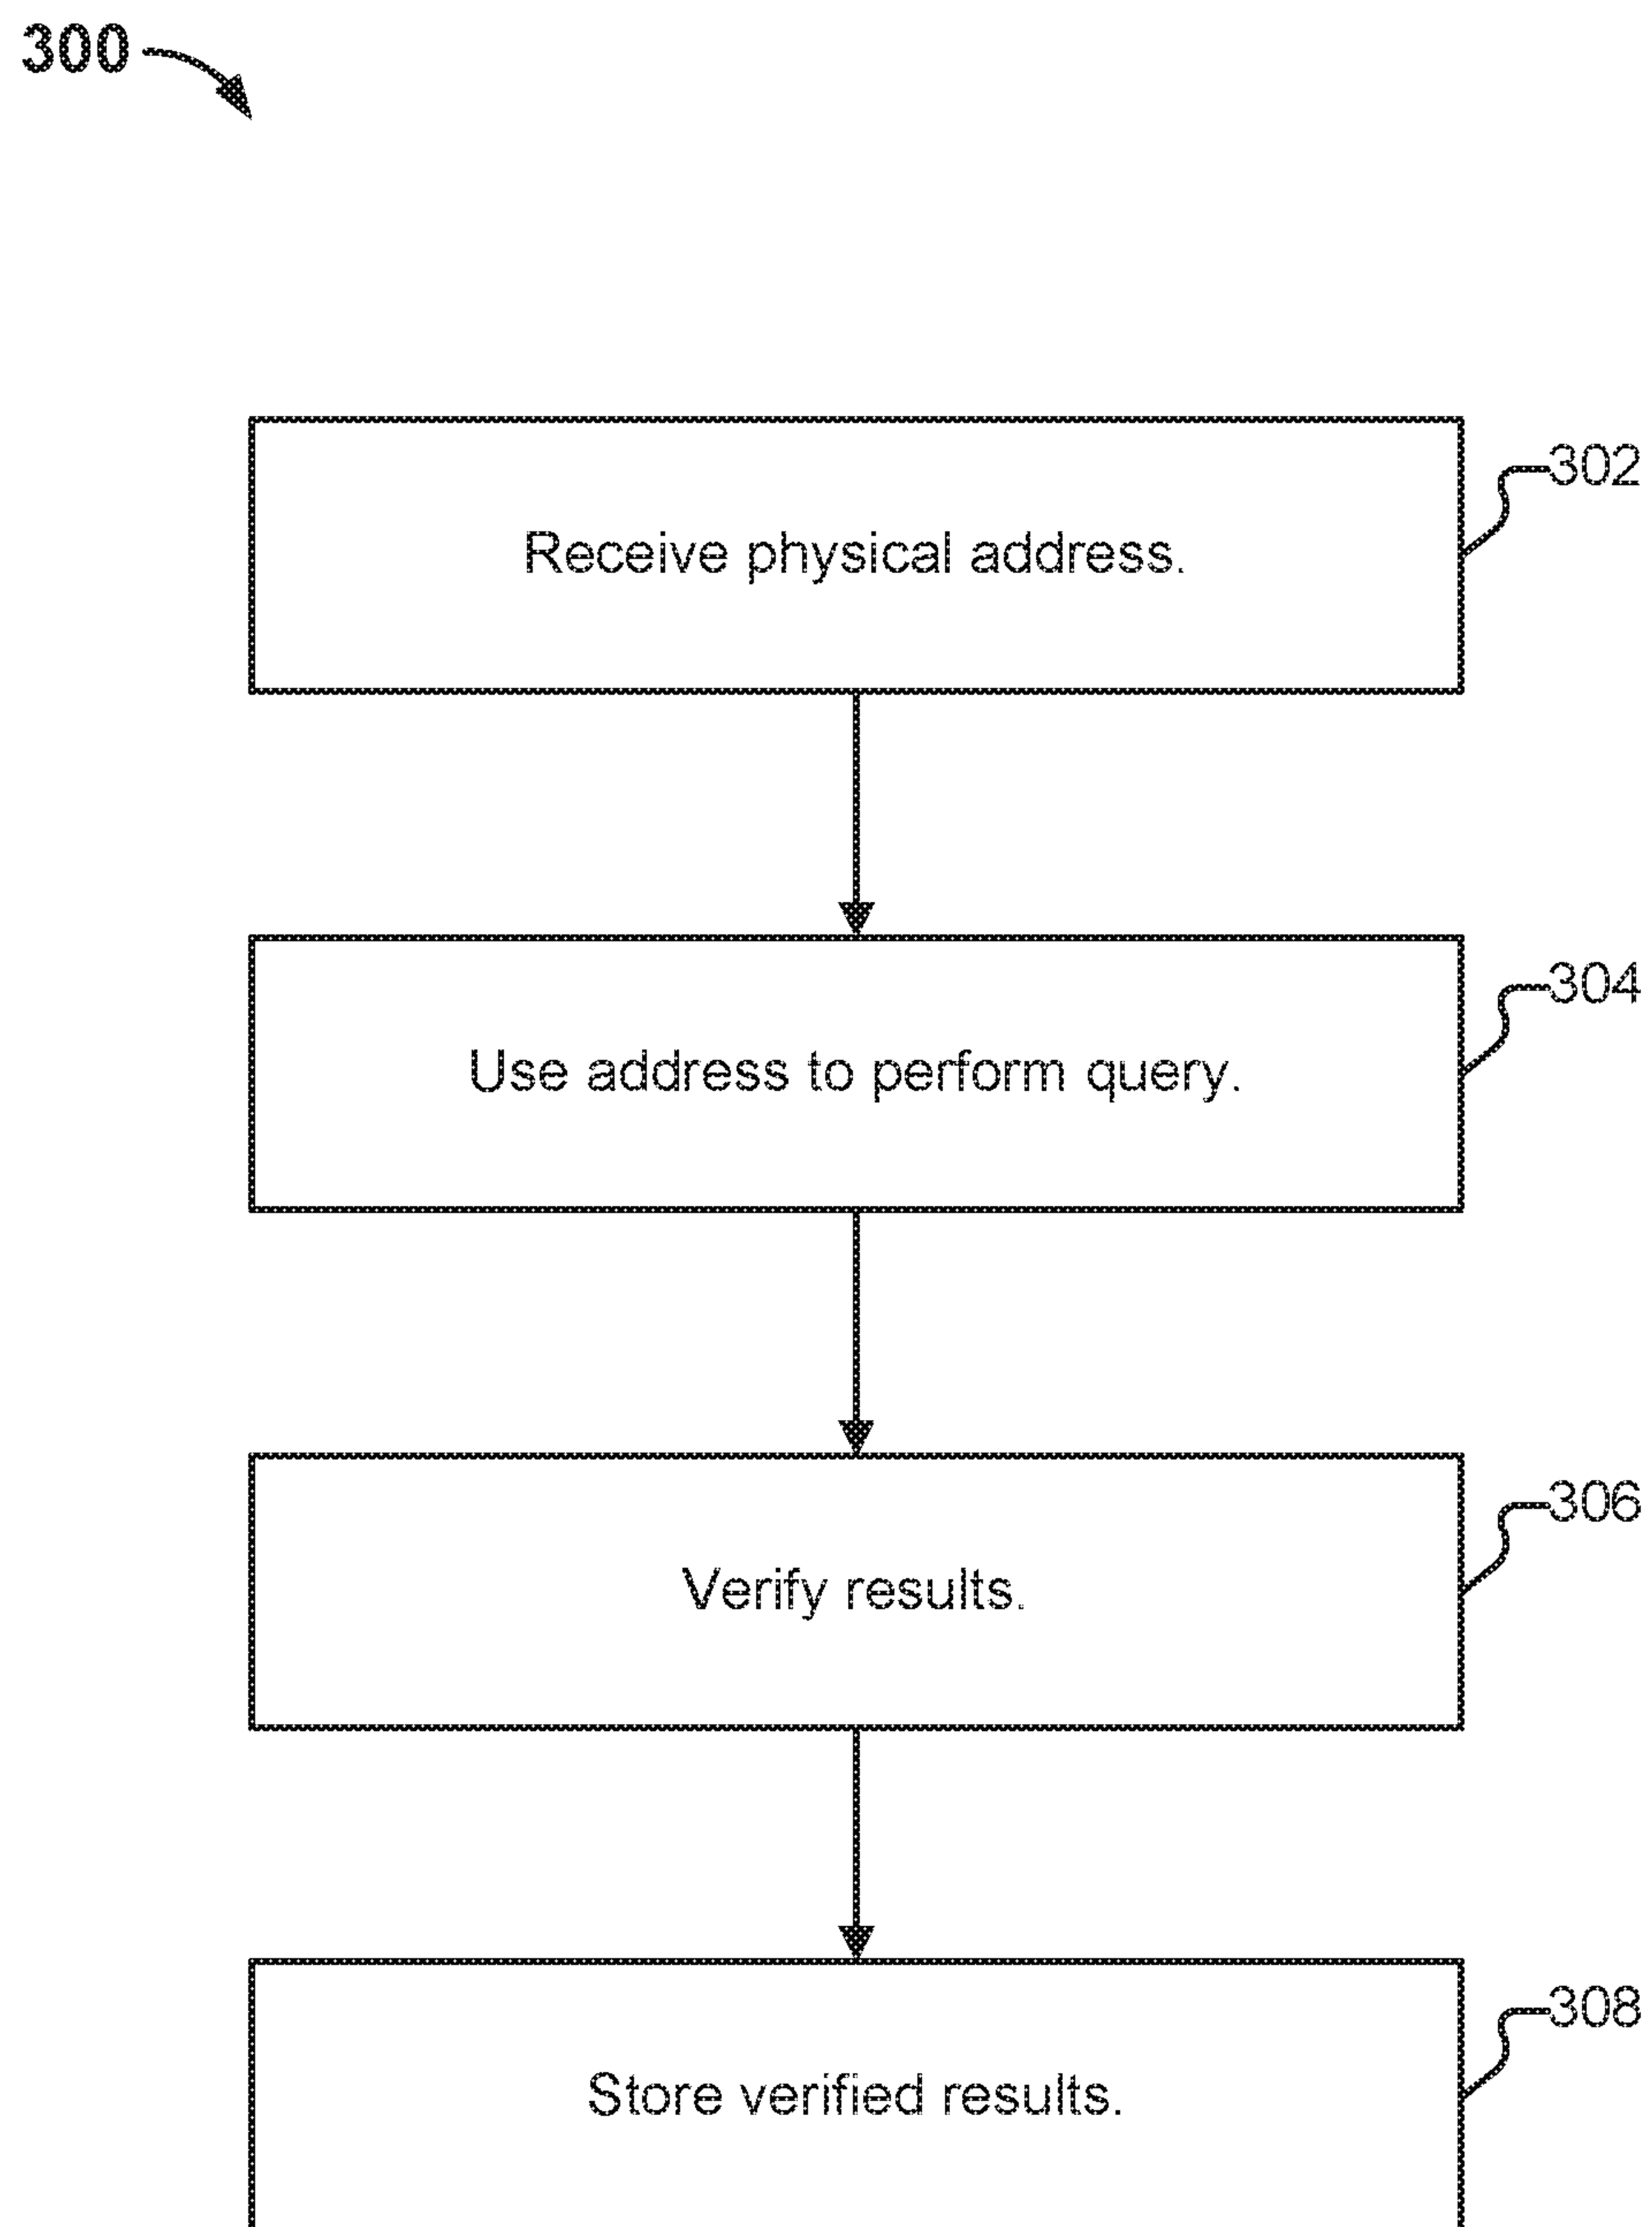 300
302
Receive physical address.
304
Use address to perform query.
306
Verify results.
308
Store verified results.